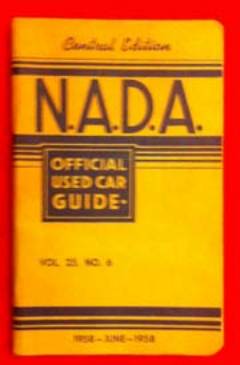 Central Edition
N.A.D.A.
OFFICIAL
USED CAR
GUIDE
VOL. 25. NO. 6
1958-JUNE-1958